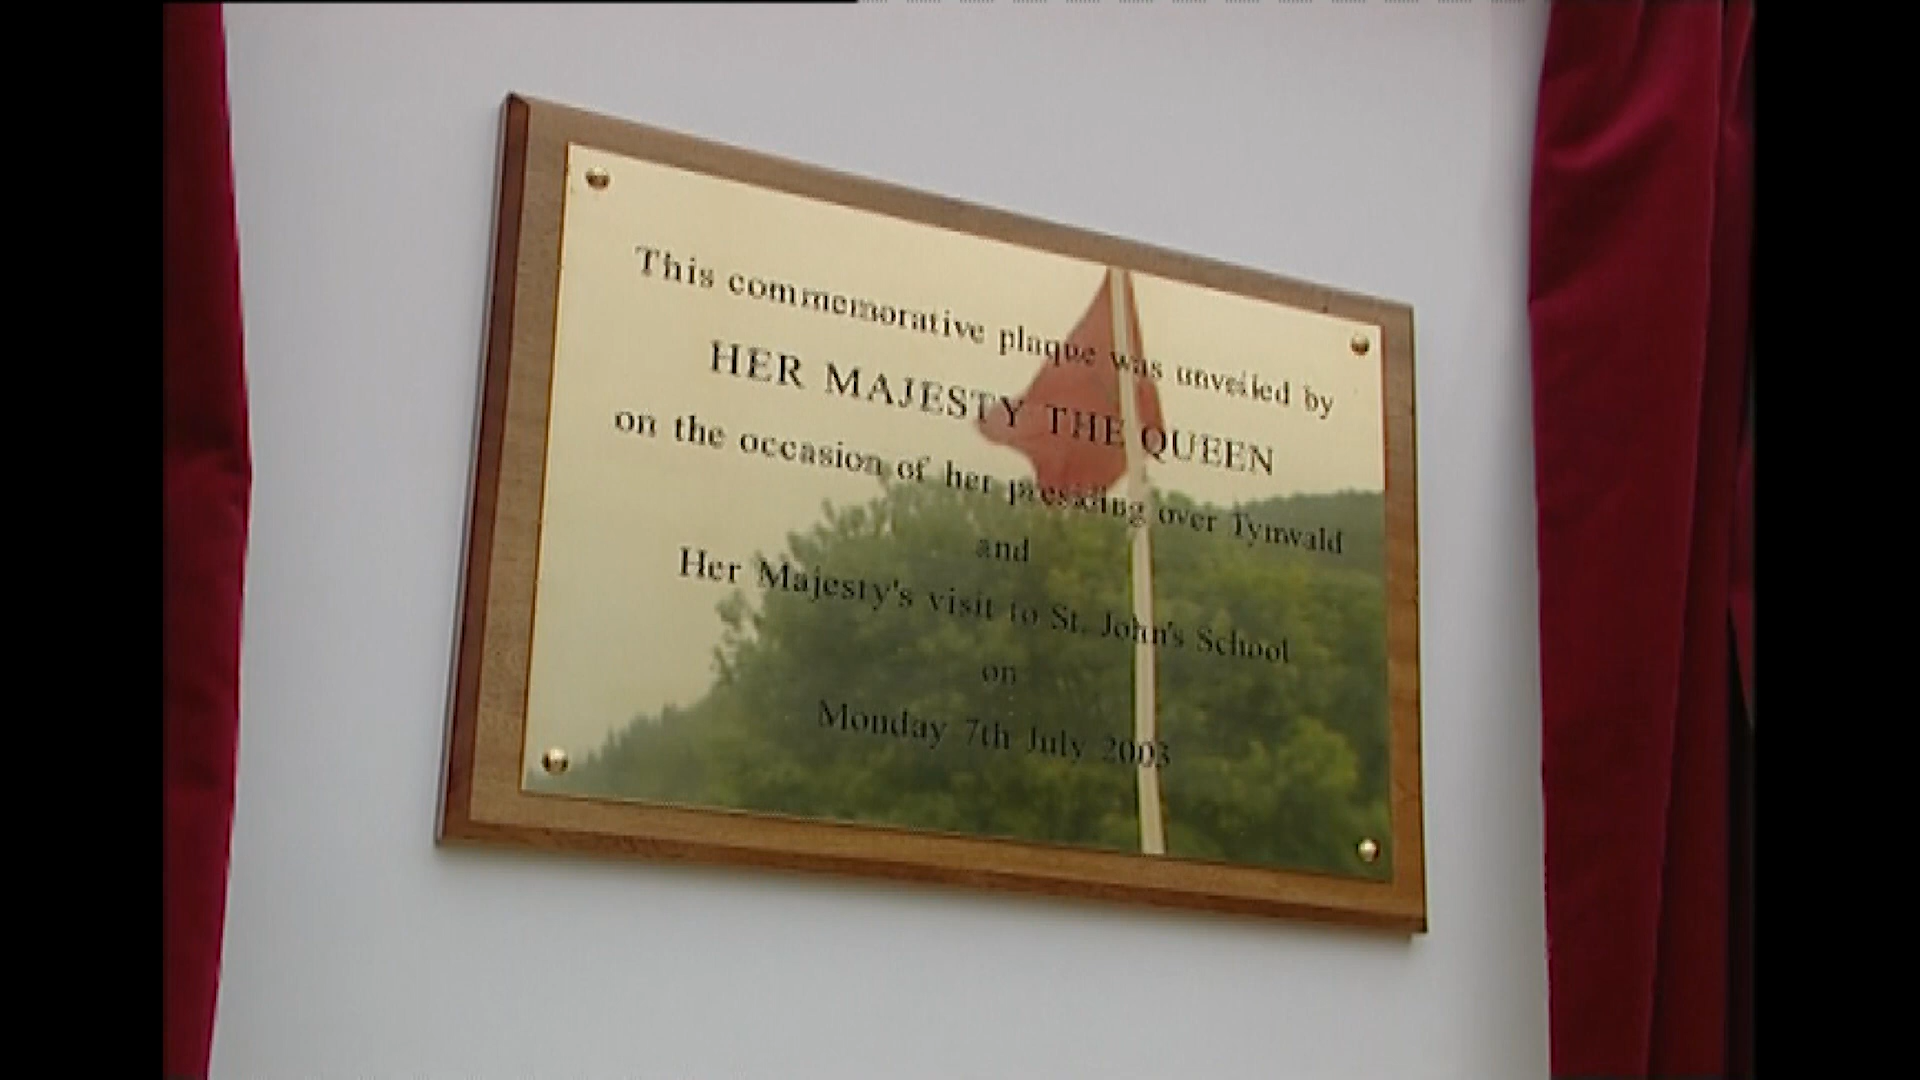 This commemorative plaque was unveiled by
HER MAJESTY THE QUEEN
on the occasion of her presiding over Tynwald
and
Her Majesty's visit to St. John's School
on
Monday 7th July 2003